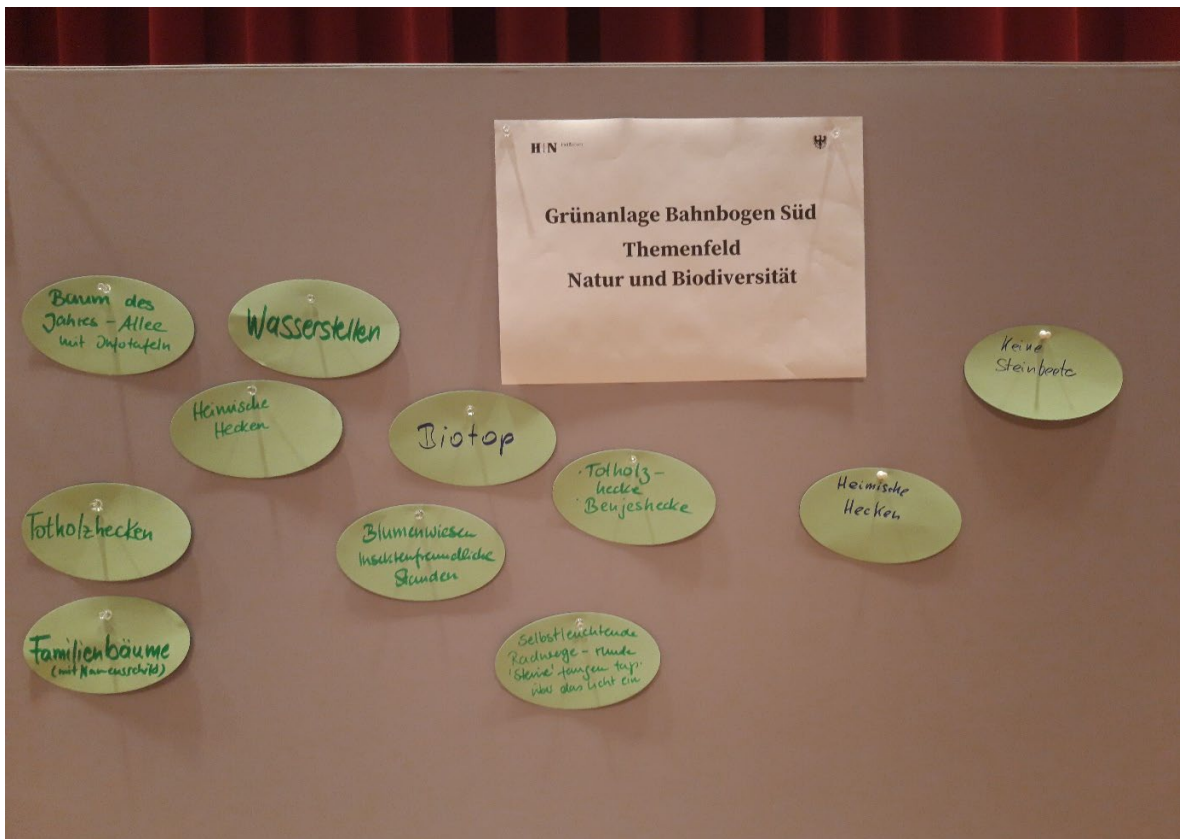 H|N
Grünanlage Bahnbogen Süd
Themenfeld
Natur und Biodiversität
Baum des
Jahres - Allee
mit Infotafeln
Wasserstellen
Keine
Steinbeete
Heimische
Hecken
Biotop
· Totholz-
hecke
· Benjeshecke
Heimische
Hecken
Totholzhecken
Blumenwiesen
Insektenfreundliche
Stauden
Familienbäume
(mit Namensschild)
Selbstleuchtende
Radwege - runde
'Steine' fangen tags-
über das Licht ein